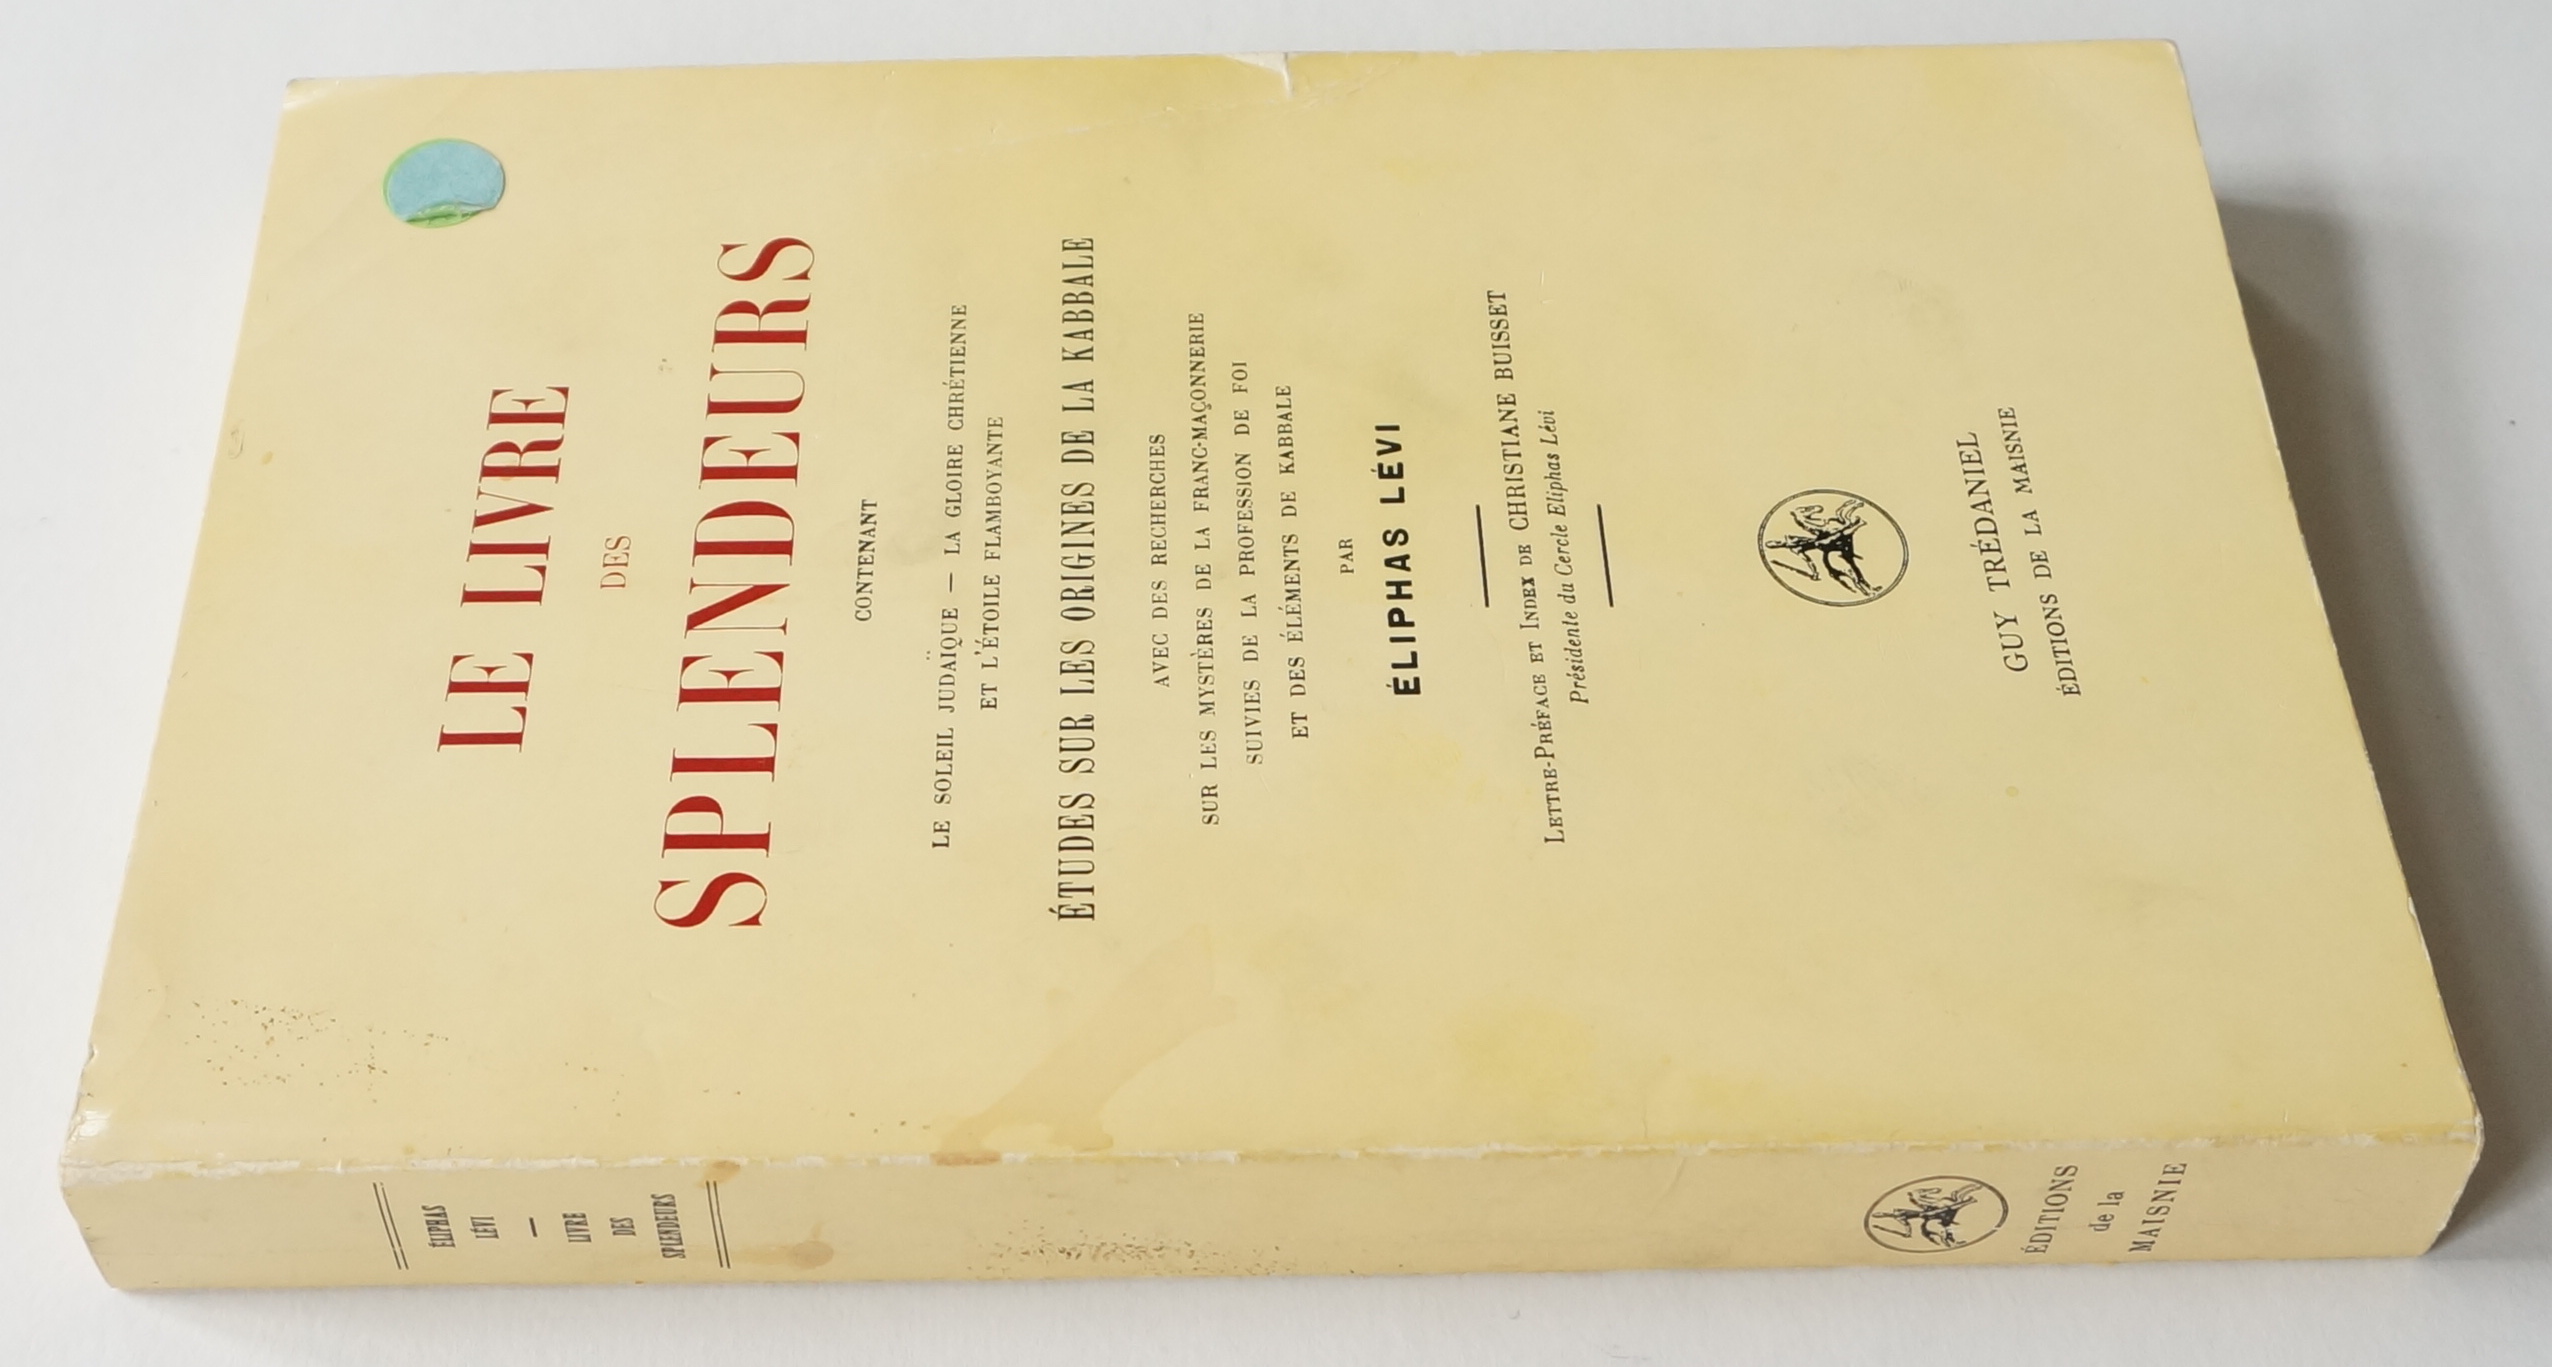 LE LIVRE
DES
SPLENDEURS
CONTENANT
LE SOLEIL JUDAÏQUE — LA GLOIRE CHRÉTIENNE
ET L'ÉTOILE FLAMBOYANTE
ÉTUDES SUR LES ORIGINES DE LA KABBALE
AVEC DES RECHERCHES
SUR LES MYSTÈRES DE LA FRANC-MAÇONNERIE
SUIVIES DE LA PROFESSION DE FOI
ET DES ÉLÉMENTS DE KABBALE
PAR
ÉLIPHAS LÉVI
LETTRE-PRÉFACE ET INDEX DE CHRISTIANE BUISSET
Présidente du Cercle Eliphas Lévi
GUY TRÉDANIEL
ÉDITIONS DE LA MAISNIE
ÉLIPHAS
LÉVI
—
LIVRE
DES
SPLENDEURS
ÉDITIONS
de la
MAISNIE